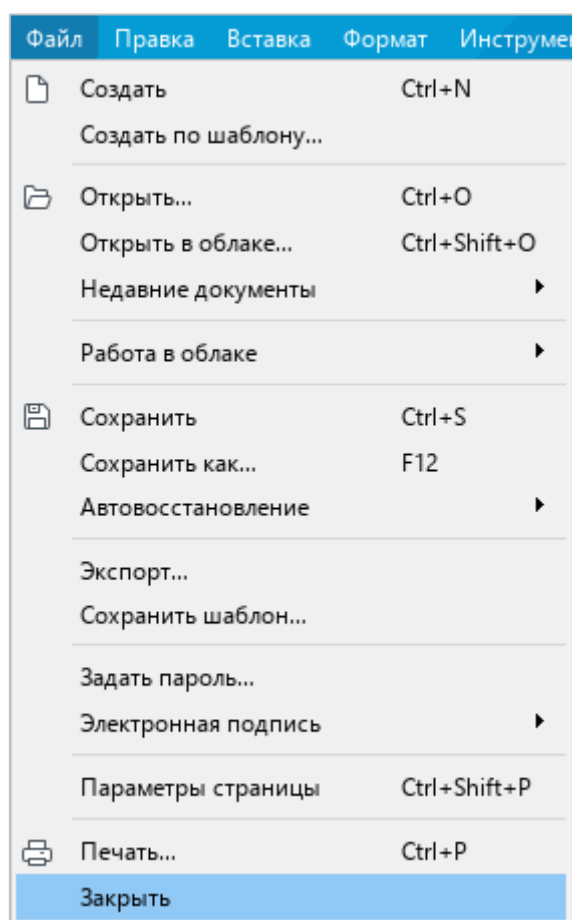 Файл Правка Вставка Формат
Создать Ctrl+N
Создать по шаблону...
Открыть... Ctrl+O
Открыть в облаке... Ctrl+Shift+O
Недавние документы
Работа в облаке
Сохранить Ctrl+S
Сохранить как... F12
Автовосстановление
Экспорт...
Сохранить шаблон...
Задать пароль...
Электронная подпись
Параметры страницы Ctrl+Shift+P
Печать... Ctrl+P
Закрыть